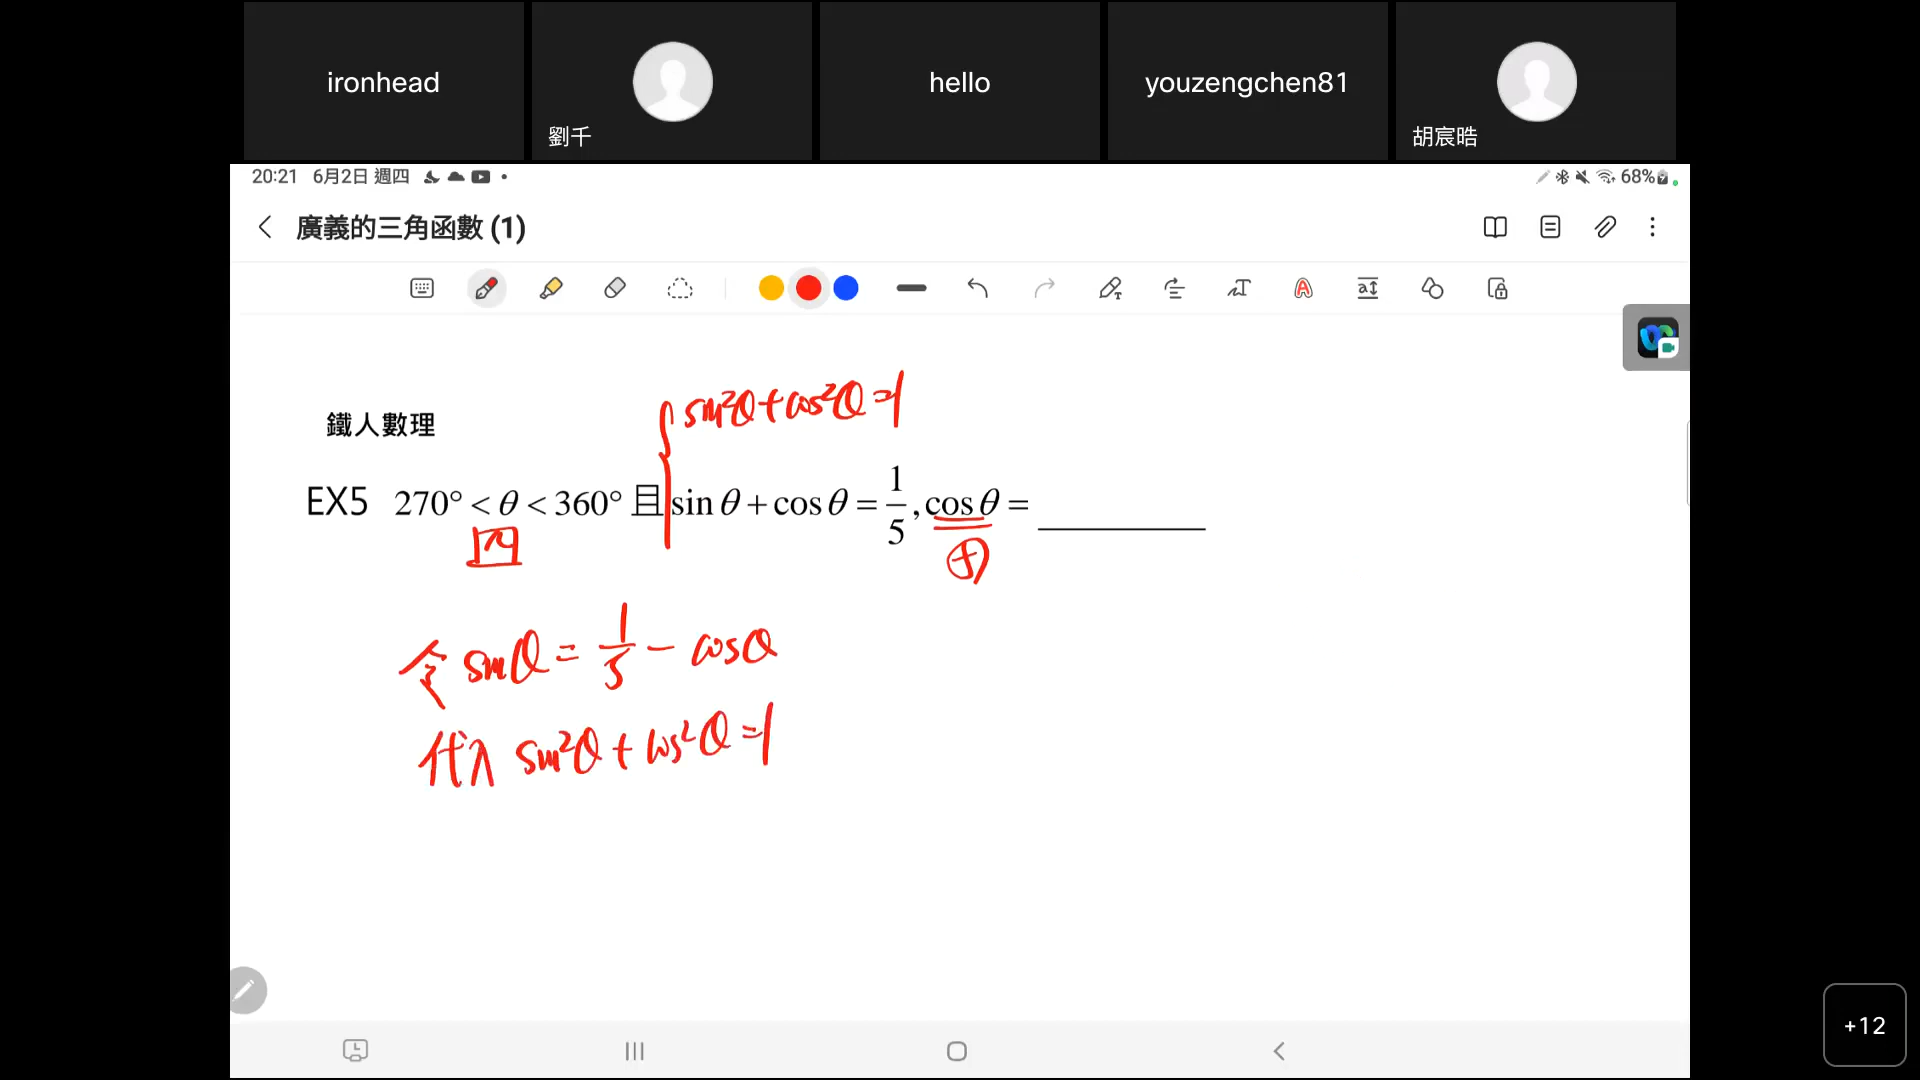 ironhead
劉千
hello
youzengchen81
胡宸晧
20:21 6月2日 週四
68%
廣義的三角函數 (1)
sin²θ+cos²θ=1
鐵人數理
EX5 270° < θ < 360° 且 sin θ + cos θ = 1/5 , cos θ = ________
四
+
令 sinθ = 1/5 - cosθ
代入 sin²θ + cos²θ = 1
+12